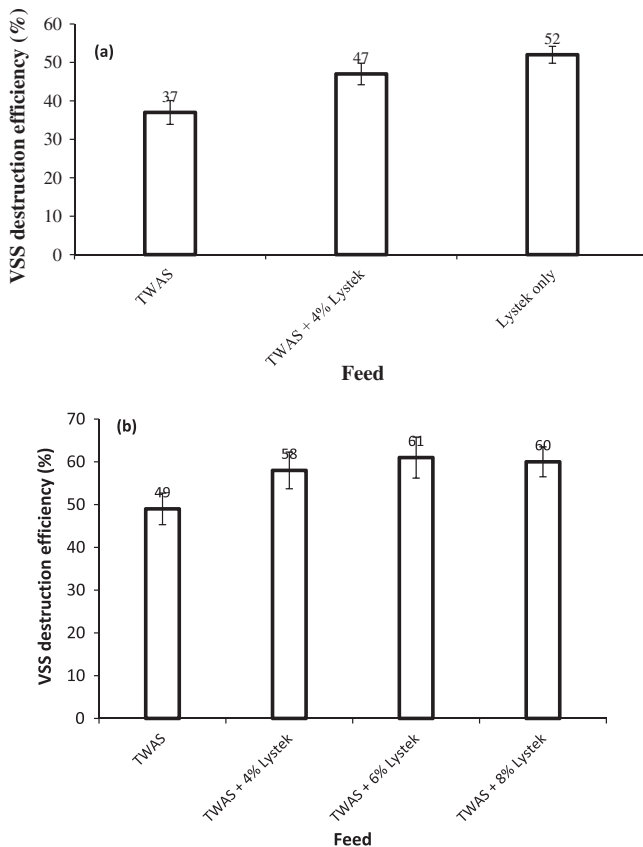 VSS destruction efficiency (%)
(a)
60
50
40
30
20
10
0
37
47
52
TWAS
TWAS + 4% Lystek
Lystek only
Feed
VSS destruction efficiency (%)
(b)
70
60
50
40
30
20
10
0
49
58
61
60
TWAS
TWAS + 4% Lystek
TWAS + 6% Lystek
TWAS + 8% Lystek
Feed